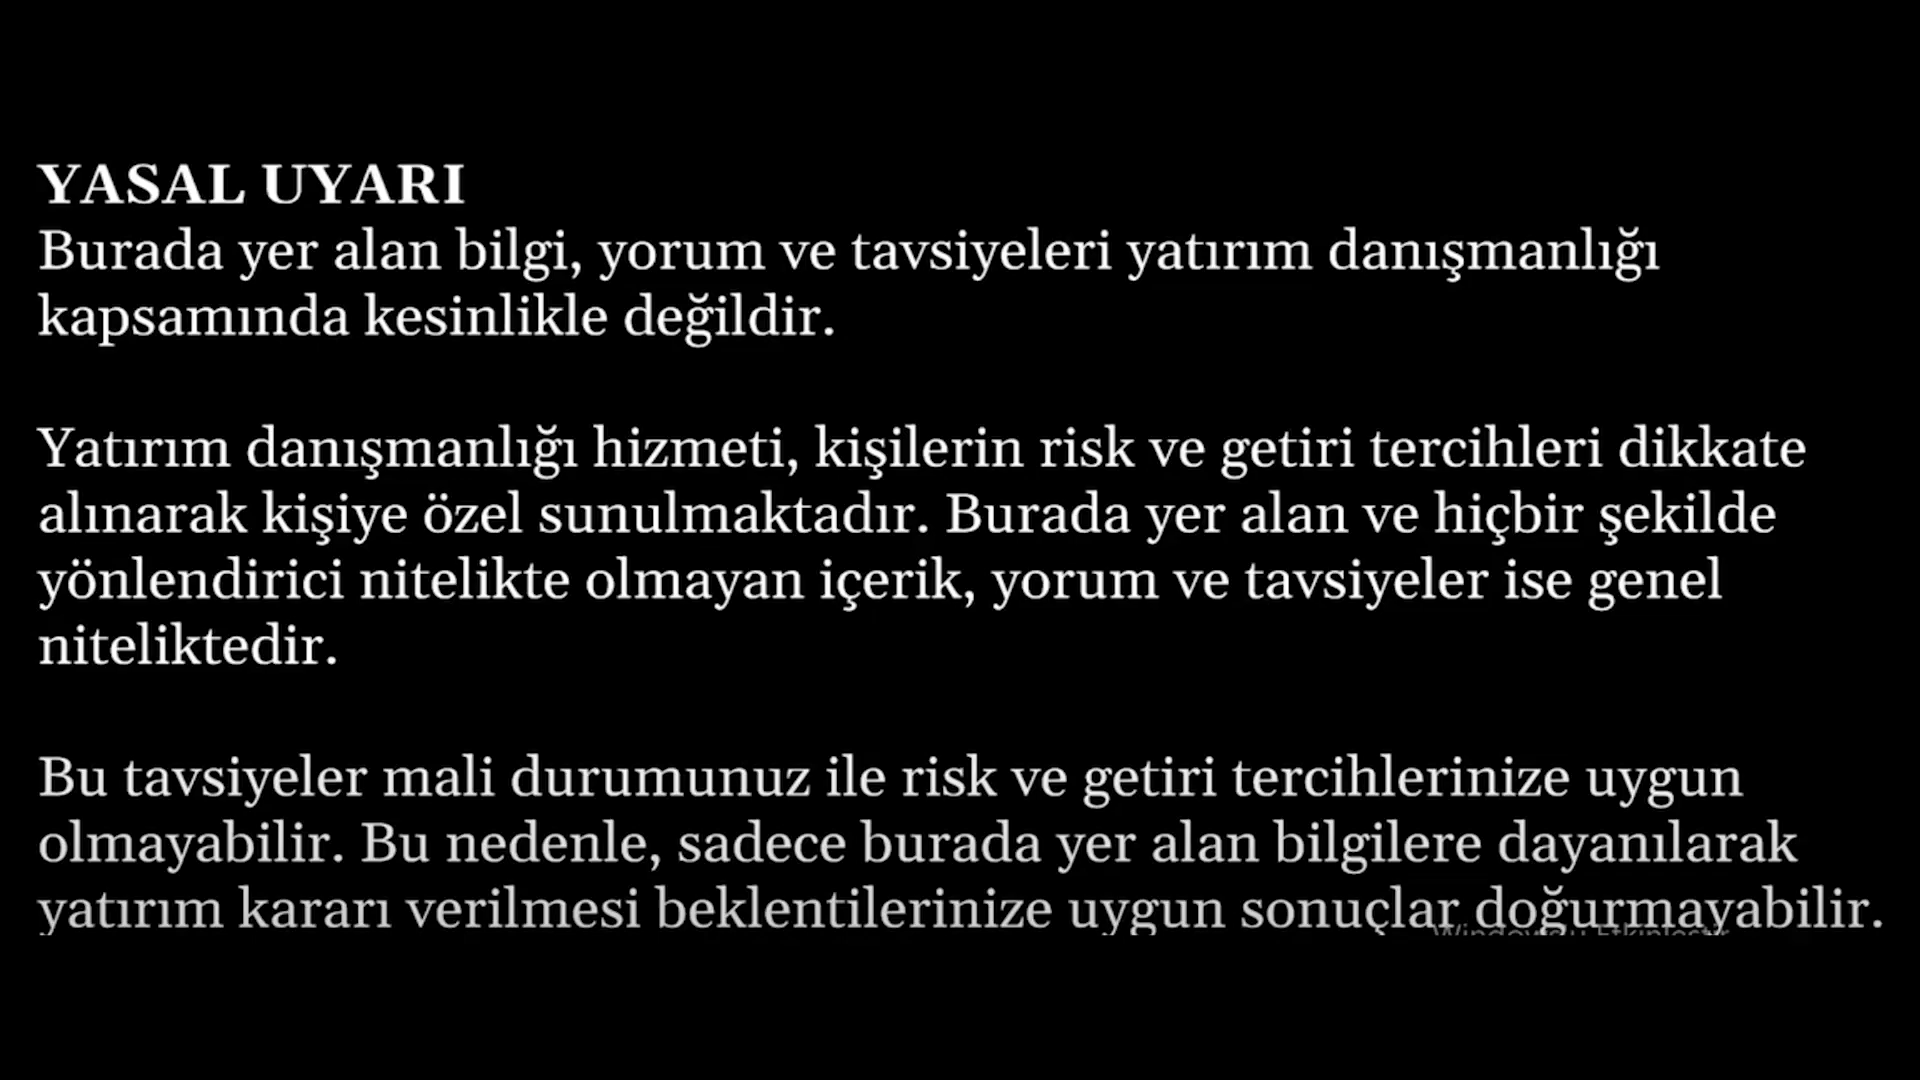 YASAL UYARI
Burada yer alan bilgi, yorum ve tavsiyeleri yatırım danışmanlığı
kapsamında kesinlikle değildir.
Yatırım danışmanlığı hizmeti, kişilerin risk ve getiri tercihleri dikkate
alınarak kişiye özel sunulmaktadır. Burada yer alan ve hiçbir şekilde
yönlendirici nitelikte olmayan içerik, yorum ve tavsiyeler ise genel
niteliktedir.
Bu tavsiyeler mali durumunuz ile risk ve getiri tercihlerinize uygun
olmayabilir. Bu nedenle, sadece burada yer alan bilgilere dayanılarak
yatırım kararı verilmesi beklentilerinize uygun sonuçlar doğurmayabilir.